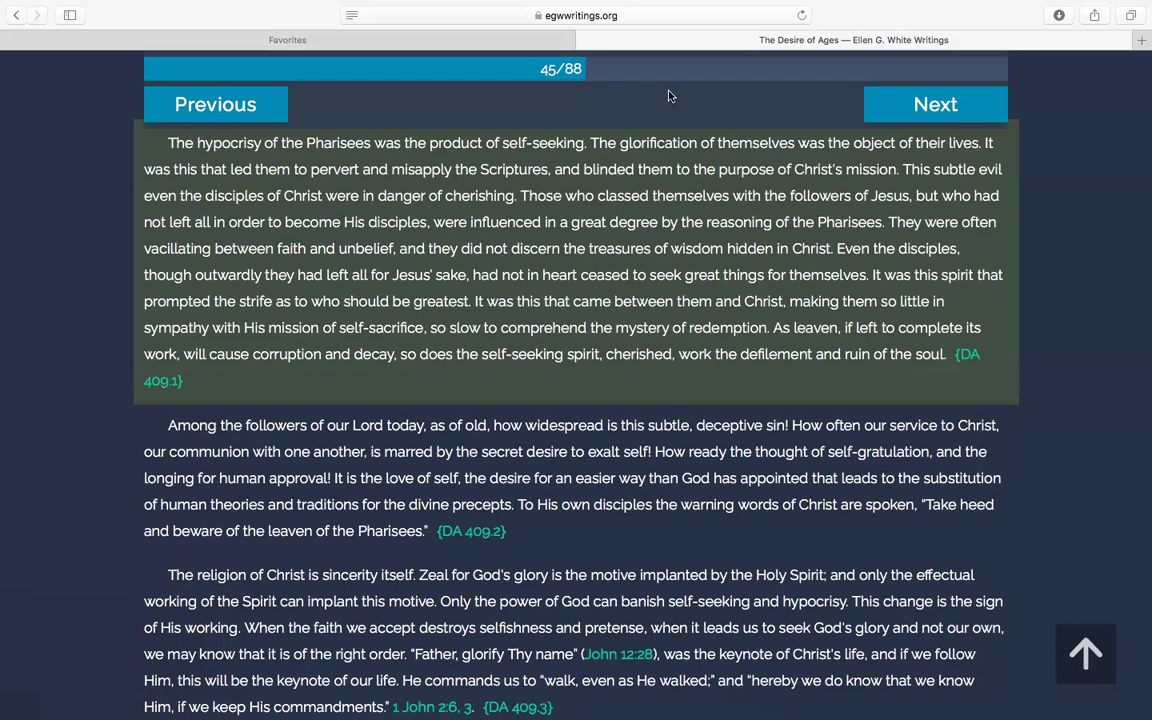 egwwritings.org
Favorites
The Desire of Ages — Ellen G. White Writings
45/88
Previous
Next
The hypocrisy of the Pharisees was the product of self-seeking. The glorification of themselves was the object of their lives. It
was this that led them to pervert and misapply the Scriptures, and blinded them to the purpose of Christ's mission. This subtle evil
even the disciples of Christ were in danger of cherishing. Those who classed themselves with the followers of Jesus, but who had
not left all in order to become His disciples, were influenced in a great degree by the reasoning of the Pharisees. They were often
vacillating between faith and unbelief, and they did not discern the treasures of wisdom hidden in Christ. Even the disciples,
though outwardly they had left all for Jesus' sake, had not in heart ceased to seek great things for themselves. It was this spirit that
prompted the strife as to who should be greatest. It was this that came between them and Christ, making them so little in
sympathy with His mission of self-sacrifice, so slow to comprehend the mystery of redemption. As leaven, if left to complete its
work, will cause corruption and decay, so does the self-seeking spirit, cherished, work the defilement and ruin of the soul. {DA
409.1}
Among the followers of our Lord today, as of old, how widespread is this subtle, deceptive sin! How often our service to Christ,
our communion with one another, is marred by the secret desire to exalt self! How ready the thought of self-gratulation, and the
longing for human approval! It is the love of self, the desire for an easier way than God has appointed that leads to the substitution
of human theories and traditions for the divine precepts. To His own disciples the warning words of Christ are spoken, “Take heed
and beware of the leaven of the Pharisees.” {DA 409.2}
The religion of Christ is sincerity itself. Zeal for God's glory is the motive implanted by the Holy Spirit; and only the effectual
working of the Spirit can implant this motive. Only the power of God can banish self-seeking and hypocrisy. This change is the sign
of His working. When the faith we accept destroys selfishness and pretense, when it leads us to seek God's glory and not our own,
we may know that it is of the right order. “Father, glorify Thy name” (John 12:28), was the keynote of Christ's life, and if we follow
Him, this will be the keynote of our life. He commands us to “walk, even as He walked;” and “hereby we do know that we know
Him, if we keep His commandments.” 1 John 2:6, 3. {DA 409.3}